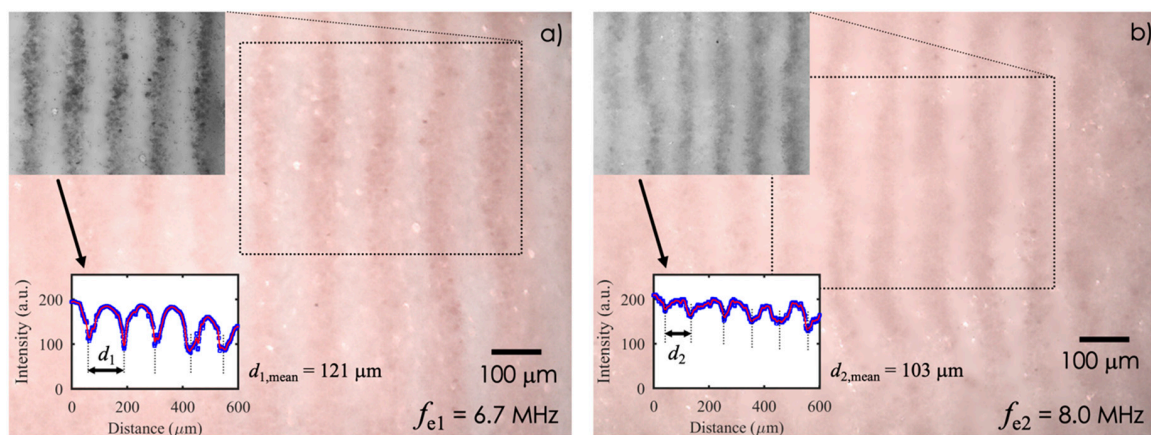 a)
Intensity (a.u.)
200
100
0
d1
0 200 400 600
Distance (μm)
d1,mean = 121 μm
100 μm
fe1 = 6.7 MHz
b)
Intensity (a.u.)
200
100
0
d2
0 200 400 600
Distance (μm)
d2,mean = 103 μm
100 μm
fe2 = 8.0 MHz